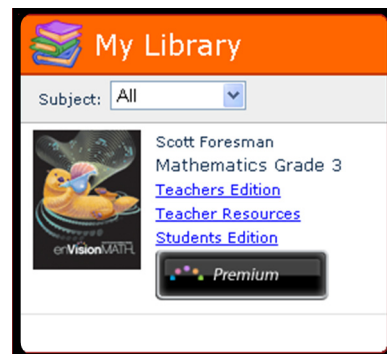 My Library
Subject: All
Scott Foresman
Mathematics Grade 3
Teachers Edition
Teacher Resources
Students Edition
enVisionMATH
Premium